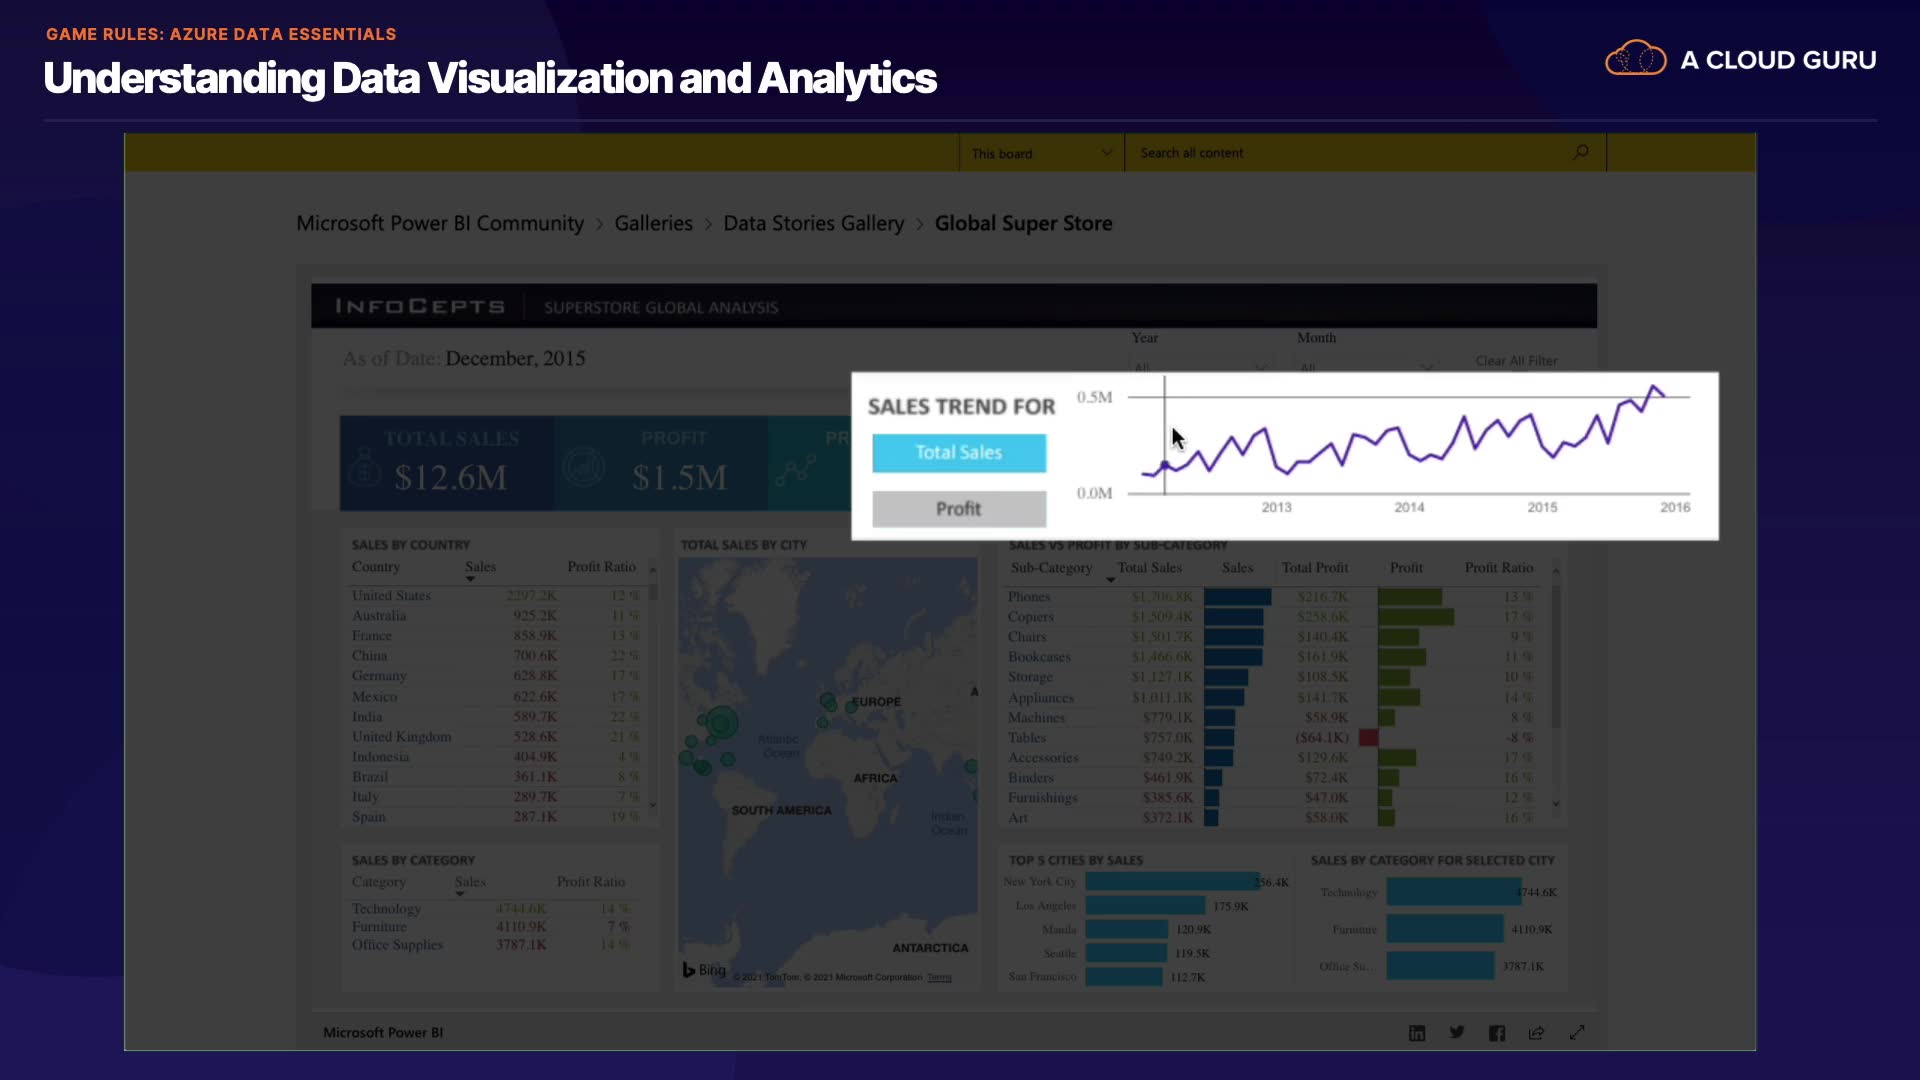 GAME RULES: AZURE DATA ESSENTIALS
Understanding Data Visualization and Analytics
A CLOUD GURU
This board
Search all content
Microsoft Power BI Community > Galleries > Data Stories Gallery > Global Super Store
INFOCEPTS SUPERSTORE GLOBAL ANALYSIS
Year Month
As of Date: December, 2015
All All Clear All Filter
SALES TREND FOR
Total Sales
Profit
0.5M
0.0M
2013 2014 2015 2016
TOTAL SALES
$12.6M
PROFIT
$1.5M
PR
SALES BY COUNTRY
Country Sales Profit Ratio
United States 2297.2K 12 %
Australia 925.2K 11 %
France 858.9K 13 %
China 700.6K 22 %
Germany 628.8K 17 %
Mexico 622.6K 17 %
India 589.7K 22 %
United Kingdom 528.6K 21 %
Indonesia 404.9K 4 %
Brazil 361.1K 8 %
Italy 289.7K 7 %
Spain 287.1K 19 %
TOTAL SALES BY CITY
EUROPE
A
Atlantic
Ocean
AFRICA
SOUTH AMERICA
Indian
Ocean
ANTARCTICA
Bing © 2021 TomTom, © 2021 Microsoft Corporation Terms
SALES VS PROFIT BY SUB-CATEGORY
Sub-Category Total Sales Sales Total Profit Profit Profit Ratio
Phones $1,706.8K $216.7K 13 %
Copiers $1,509.4K $258.6K 17 %
Chairs $1,501.7K $140.4K 9 %
Bookcases $1,466.6K $161.9K 11 %
Storage $1,127.1K $108.5K 10 %
Appliances $1,011.1K $141.7K 14 %
Machines $779.1K $58.9K 8 %
Tables $757.0K ($64.1K) -8 %
Accessories $749.2K $129.6K 17 %
Binders $461.9K $72.4K 16 %
Furnishings $385.6K $47.0K 12 %
Art $372.1K $58.0K 16 %
SALES BY CATEGORY
Category Sales Profit Ratio
Technology 4744.6K 14 %
Furniture 4110.9K 7 %
Office Supplies 3787.1K 14 %
TOP 5 CITIES BY SALES
New York City 256.4K
Los Angeles 175.9K
Manila 120.9K
Seattle 119.5K
San Francisco 112.7K
SALES BY CATEGORY FOR SELECTED CITY
Technology 4744.6K
Furniture 4110.9K
Office Su... 3787.1K
Microsoft Power BI